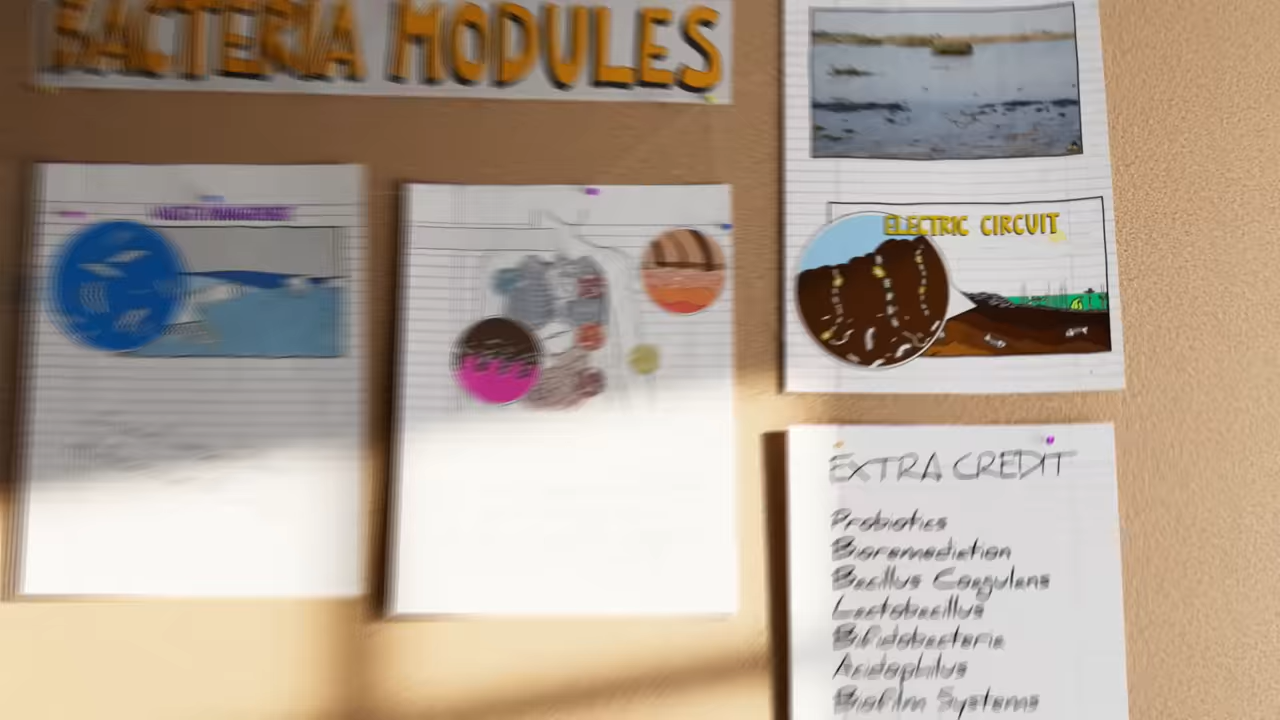 BACTERIA MODULES
ELECTRIC CIRCUIT
EXTRA CREDIT
Probiotics
Bioremediation
Bacillus Coagulans
Lactobacillus
Bifidobacteria
Acidophilus
Biofilm Systems